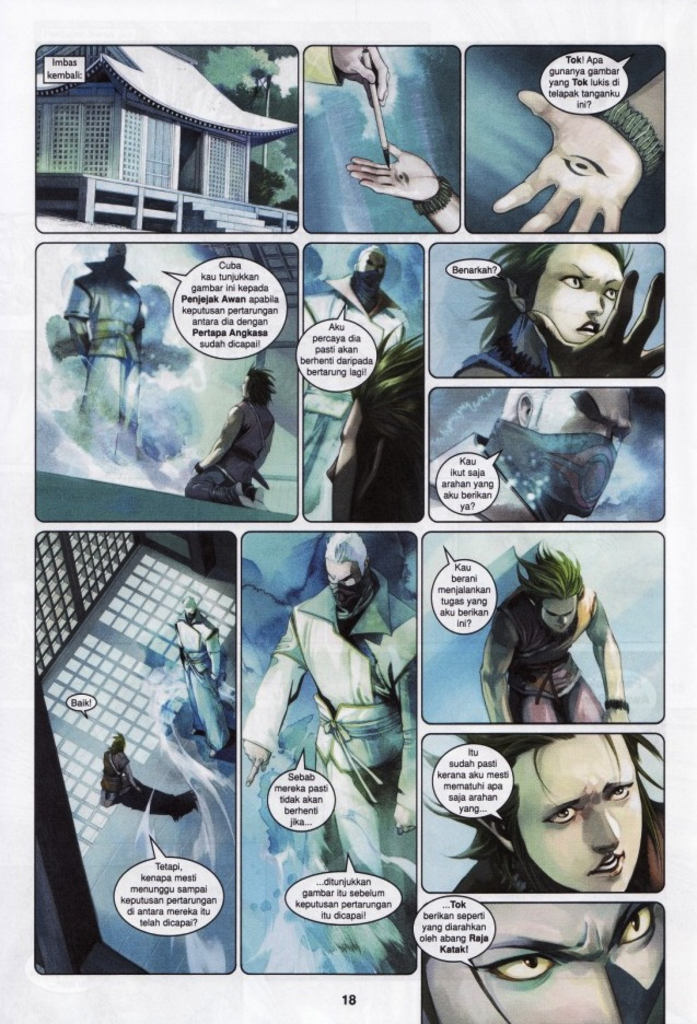 Imbas
kembali:
Tok! Apa
gunanya gambar
yang Tok lukis di
telapak tanganku
ini?
Cuba
kau tunjukkan
gambar ini kepada
Penjejak Awan apabila
keputusan pertarungan
antara dia dengan
Pertapa Angkasa
sudah dicapai!
Aku
percaya dia
pasti akan
berhenti daripada
bertarung lagi!
Benarkah?
Kau
ikut saja
arahan yang
aku berikan
ya?
Baik!
Tetapi,
kenapa mesti
menunggu sampai
keputusan pertarungan
di antara mereka itu
telah dicapai?
Sebab
mereka pasti
tidak akan
berhenti
jika...
...ditunjukkan
gambar itu sebelum
keputusan pertarungan
itu dicapai!
Kau
berani
menjalankan
tugas yang
aku berikan
ini?
Itu
sudah pasti
kerana aku mesti
mematuhi apa
saja arahan
yang...
...Tok
berikan seperti
yang diarahkan
oleh abang Raja
Katak!
18